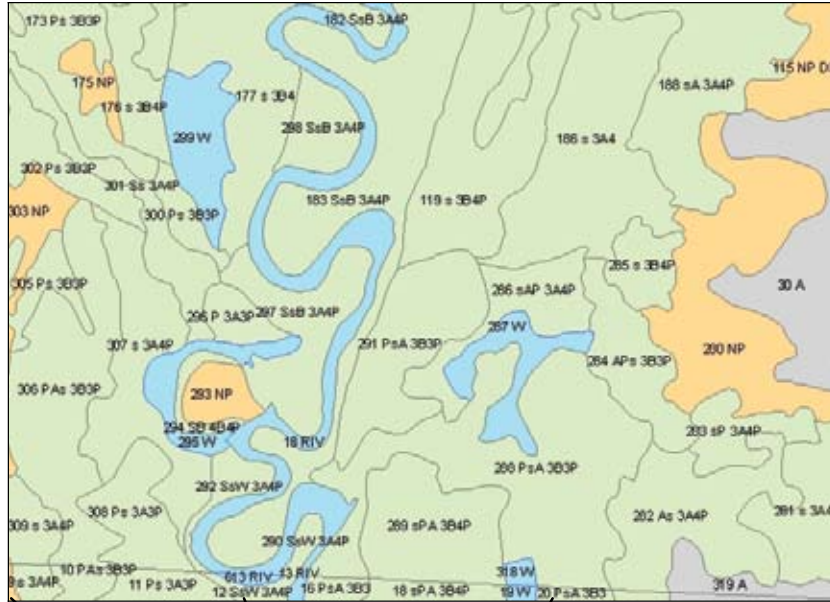 173 Ps 3B3P
182 SsB 3A4P
175 NP
115 NP D
188 sA 3A4P
176 s 3B4P
177 s 3B4
299 W
298 SsB 3A4P
186 s 3A4
302 Ps 3B3P
301 Ss 3A4P
183 SsB 3A4P
119 s 3B4P
303 NP
300 Ps 3B3P
285 s 3B4P
305 Ps 3B3P
286 sAP 3A4P
30 A
296 P 3A3P
297 SsB 3A4P
287 W
307 s 3A4P
291 PsA 3B3P
280 NP
284 APs 3B3P
306 PAs 3B3P
293 NP
294 SB 4B4P
283 sP 3A4P
295 W
18 RIV
288 PsA 3B3P
292 SsW 3A4P
308 Ps 3A3P
281 s 3A4
282 As 3A4P
309 s 3A4P
289 sPA 3B4P
290 SsW 3A4P
10 PAs 3B3P
613 RIV
13 RIV
318 W
9 s 3A4P
11 Ps 3A3P
12 SsW 3A4P
16 PsA 3B3
18 sPA 3B4P
19 W
20 PsA 3B3
319 A